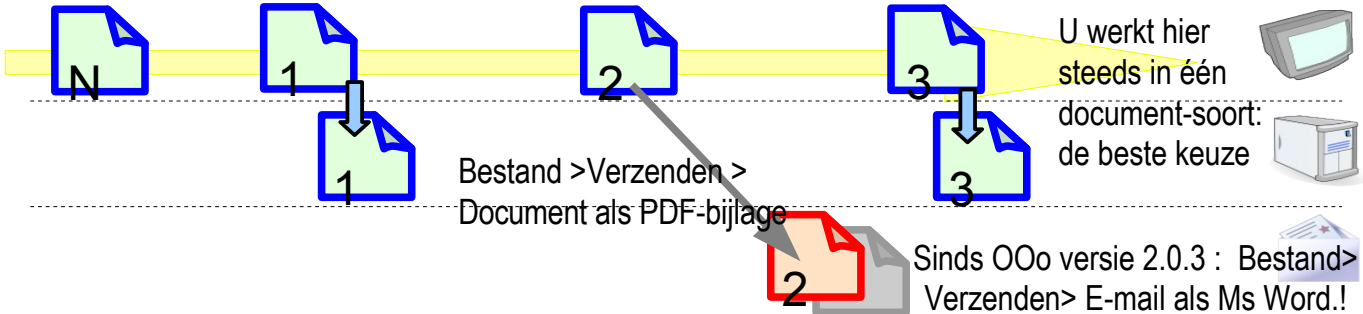 N
1
2
3
U werkt hier
steeds in één
document-soort:
de beste keuze
1
3
Bestand >Verzenden >
Document als PDF-bijlage
2
Sinds OOo versie 2.0.3 : Bestand>
Verzenden> E-mail als Ms Word.!